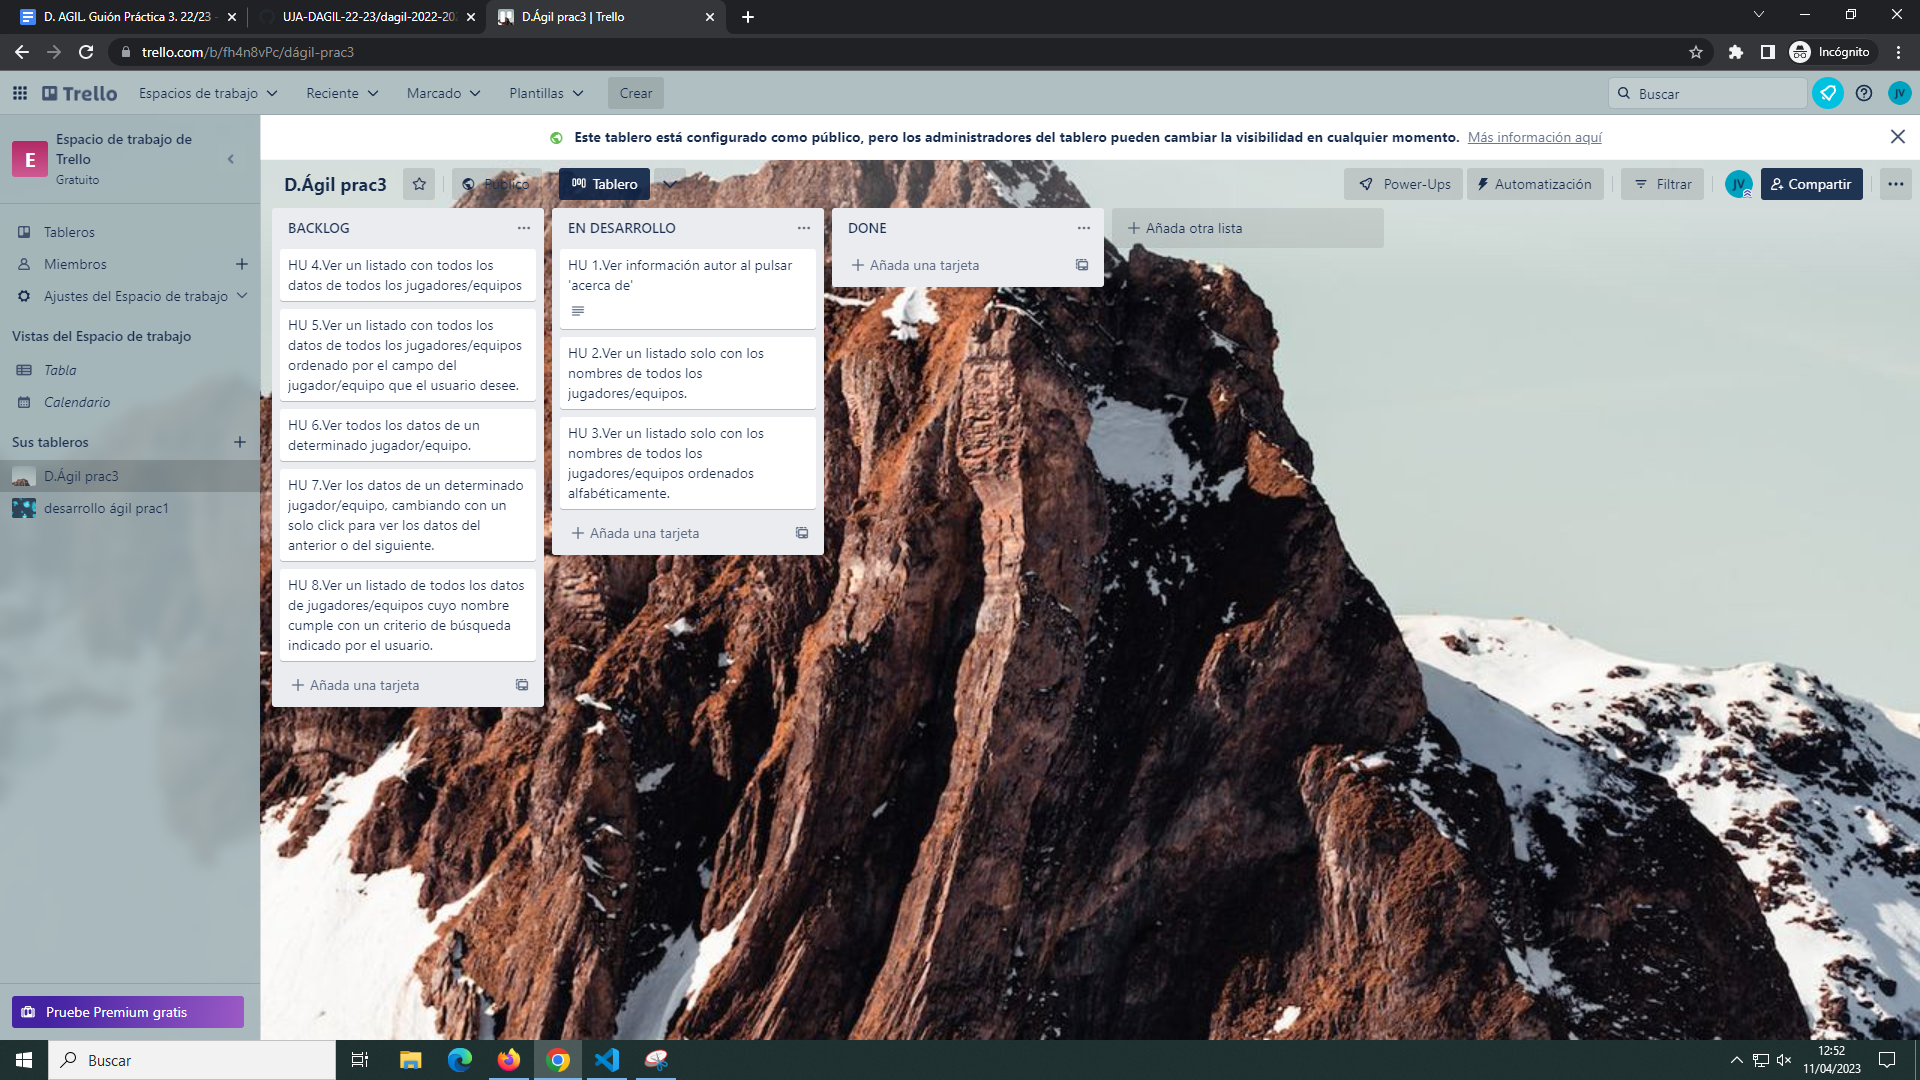 D. AGIL. Guión Práctica 3. 22/23 -
UJA-DAGIL-22-23/dagil-2022-202
D.Ágil prac3 | Trello
trello.com/b/fh4n8vPc/dágil-prac3
Incógnito
Trello
Espacios de trabajo
Reciente
Marcado
Plantillas
Crear
Buscar
JV
E
Espacio de trabajo de
Trello
Gratuito
Este tablero está configurado como público, pero los administradores del tablero pueden cambiar la visibilidad en cualquier momento. Más información aquí
D.Ágil prac3
Público
Tablero
Power-Ups
Automatización
Filtrar
JV
Compartir
Tableros
Miembros
Ajustes del Espacio de trabajo
Vistas del Espacio de trabajo
Tabla
Calendario
Sus tableros
D.Ágil prac3
desarrollo ágil prac1
Pruebe Premium gratis
BACKLOG
HU 4.Ver un listado con todos los
datos de todos los jugadores/equipos
HU 5.Ver un listado con todos los
datos de todos los jugadores/equipos
ordenado por el campo del
jugador/equipo que el usuario desee.
HU 6.Ver todos los datos de un
determinado jugador/equipo.
HU 7.Ver los datos de un determinado
jugador/equipo, cambiando con un
solo click para ver los datos del
anterior o del siguiente.
HU 8.Ver un listado de todos los datos
de jugadores/equipos cuyo nombre
cumple con un criterio de búsqueda
indicado por el usuario.
Añada una tarjeta
EN DESARROLLO
HU 1.Ver información autor al pulsar
'acerca de'
HU 2.Ver un listado solo con los
nombres de todos los
jugadores/equipos.
HU 3.Ver un listado solo con los
nombres de todos los
jugadores/equipos ordenados
alfabéticamente.
Añada una tarjeta
DONE
Añada una tarjeta
Añada otra lista
Buscar
12:52
11/04/2023